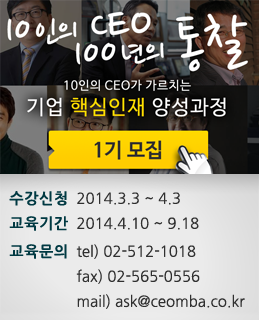 10인의 CEO
100년의 통찰
10인의 CEO가 가르치는
기업 핵심인재 양성과정
1기 모집
수강신청 2014.3.3 ~ 4.3
교육기간 2014.4.10 ~ 9.18
교육문의 tel) 02-512-1018
fax) 02-565-0556
mail) ask@ceomba.co.kr